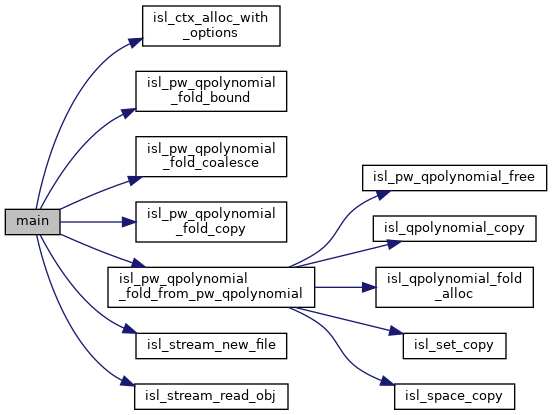 main
isl_ctx_alloc_with
_options
isl_pw_qpolynomial
_fold_bound
isl_pw_qpolynomial
_fold_coalesce
isl_pw_qpolynomial
_fold_copy
isl_pw_qpolynomial
_fold_from_pw_qpolynomial
isl_stream_new_file
isl_stream_read_obj
isl_pw_qpolynomial_free
isl_qpolynomial_copy
isl_qpolynomial_fold
_alloc
isl_set_copy
isl_space_copy